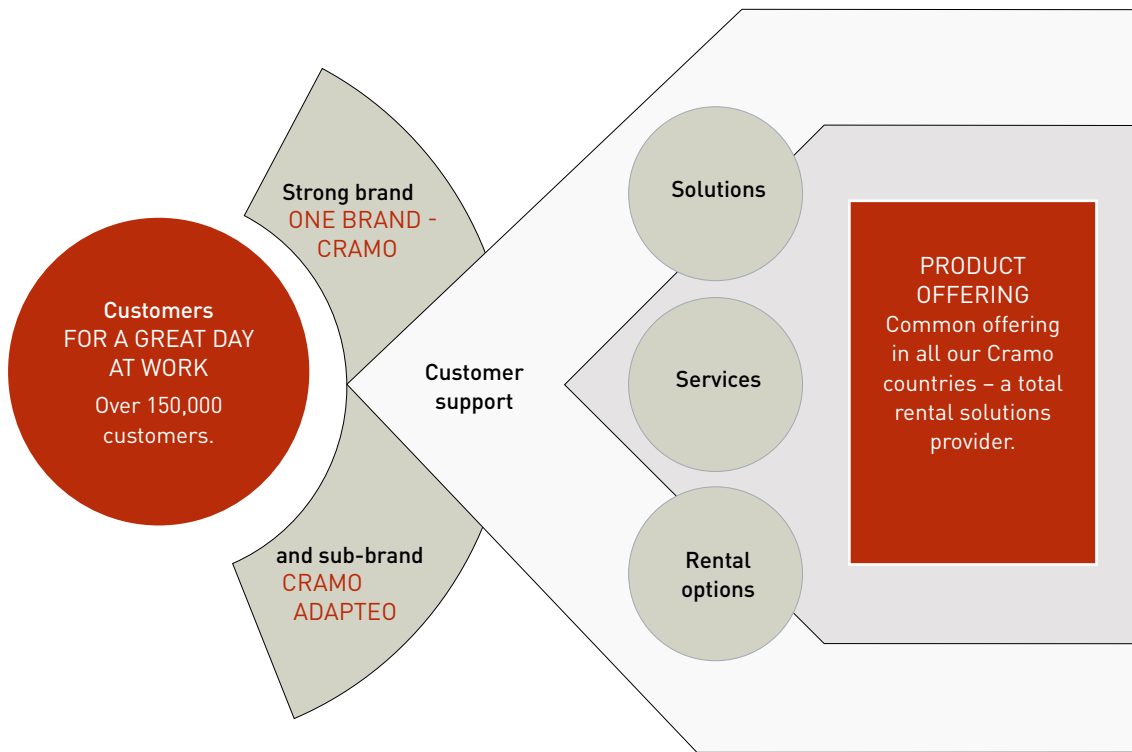 Strong brand
ONE BRAND -
CRAMO
Customers
FOR A GREAT DAY
AT WORK
Over 150,000
customers.
and sub-brand
CRAMO
ADAPTEO
Customer
support
Solutions
Services
Rental
options
PRODUCT
OFFERING
Common offering
in all our Cramo
countries – a total
rental solutions
provider.